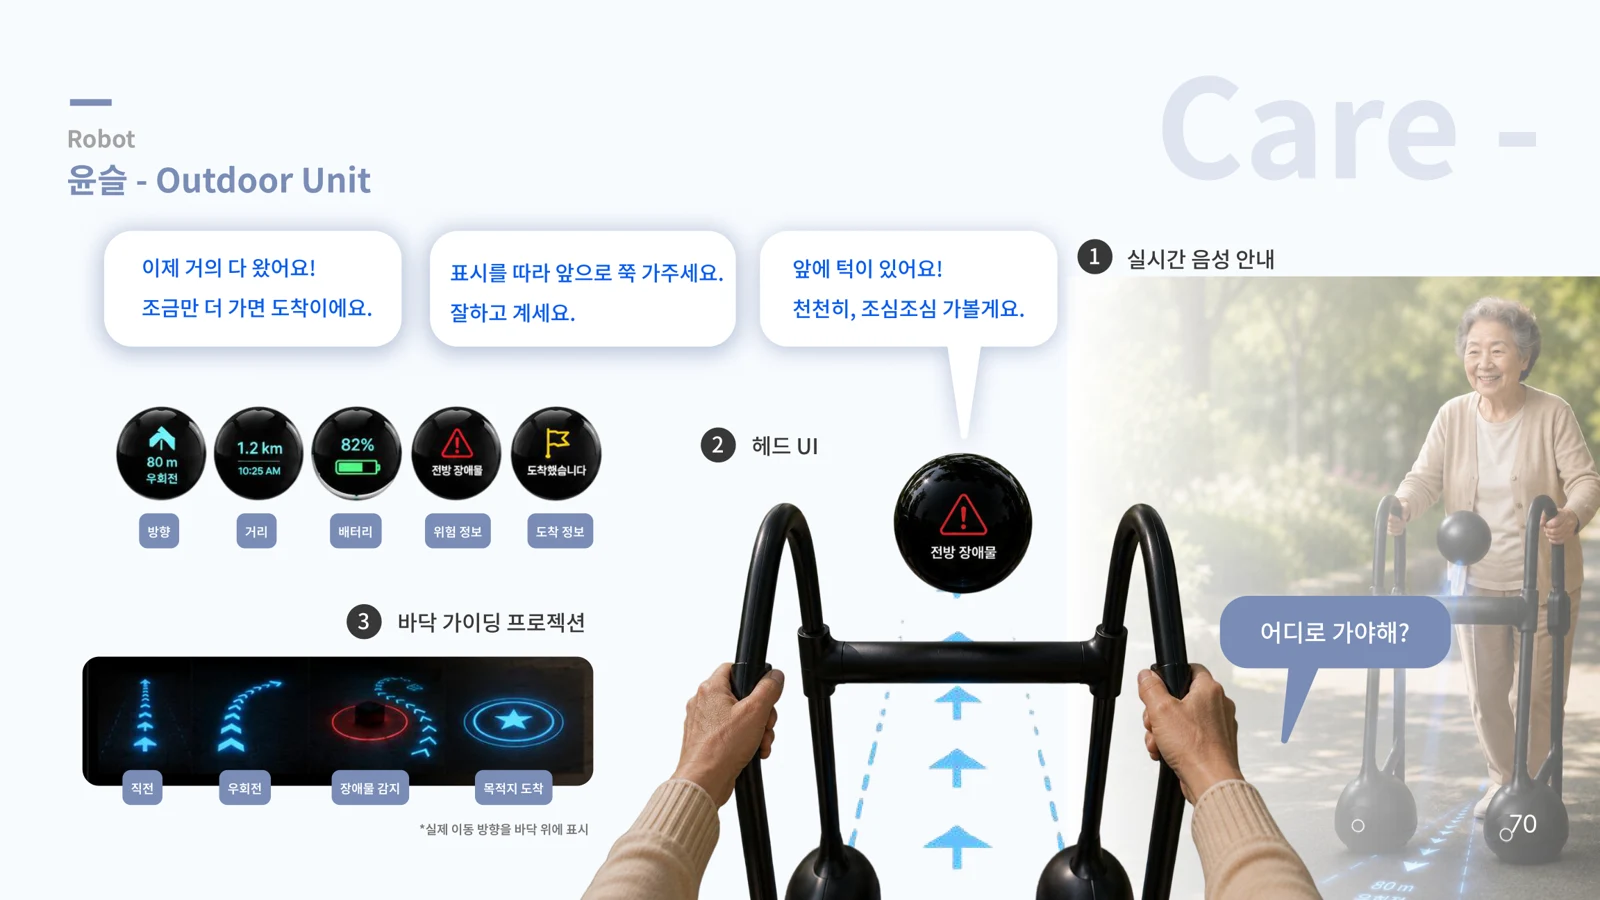 Care -
Robot
윤슬 - Outdoor Unit
이제 거의 다 왔어요!
조금만 더 가면 도착이에요.
표시를 따라 앞으로 쭉 가주세요.
잘하고 계세요.
앞에 턱이 있어요!
천천히, 조심조심 가볼게요.
1 실시간 음성 안내
80 m
우회전
1.2 km
10:25 AM
82%
전방 장애물
도착했습니다
방향
거리
배터리
위험 정보
도착 정보
2 헤드 UI
전방 장애물
어디로 가야해?
3 바닥 가이딩 프로젝션
직전
우회전
장애물 감지
목적지 도착
*실제 이동 방향을 바닥 위에 표시
70
80 m